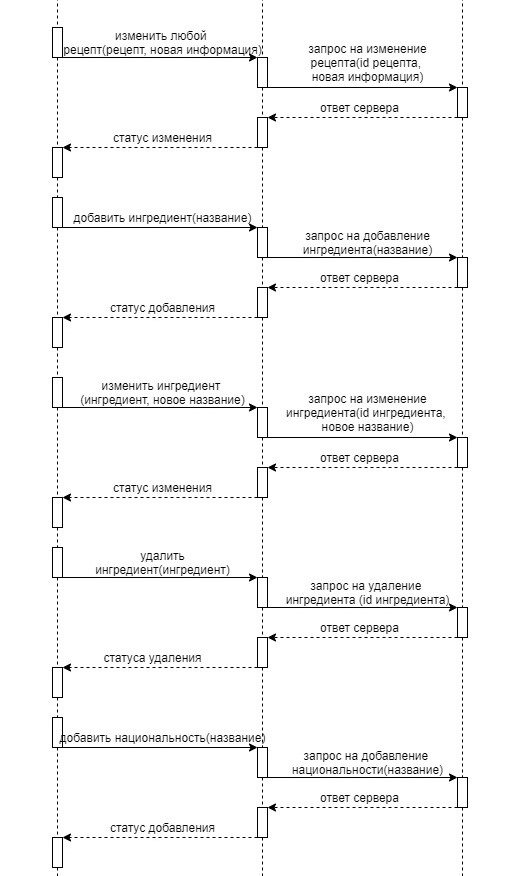 изменить любой
рецепт(рецепт, новая информация)
запрос на изменение
рецепта(id рецепта,
новая информация)
ответ сервера
статус изменения
добавить ингредиент(название)
запрос на добавление
ингредиента(название)
ответ сервера
статус добавления
изменить ингредиент
(ингредиент, новое название)
запрос на изменение
ингредиента(id ингредиента,
новое название)
ответ сервера
статус изменения
удалить
ингредиент(ингредиент)
запрос на удаление
ингредиента (id ингредиента)
ответ сервера
статуса удаления
добавить национальность(название)
запрос на добавление
национальности(название)
ответ сервера
статус добавления